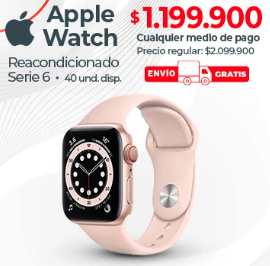 Apple
Watch
Reacondicionado
Serie 6 • 40 und. disp.
$1.199.900
Cualquier medio de pago
Precio regular: $2.099.900
ENVÍO GRATIS